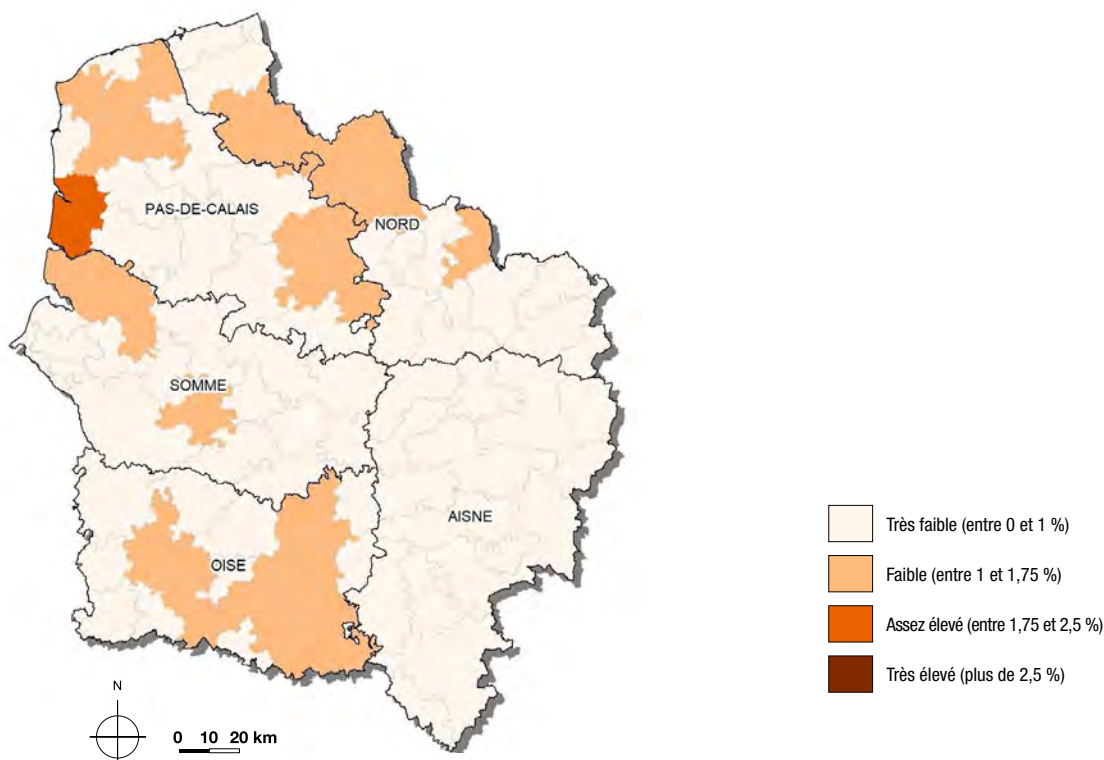 PAS-DE-CALAIS
NORD
SOMME
OISE
AISNE
Très faible (entre 0 et 1 %)
Faible (entre 1 et 1,75 %)
Assez élevé (entre 1,75 et 2,5 %)
Très élevé (plus de 2,5 %)
N
0 10 20 km